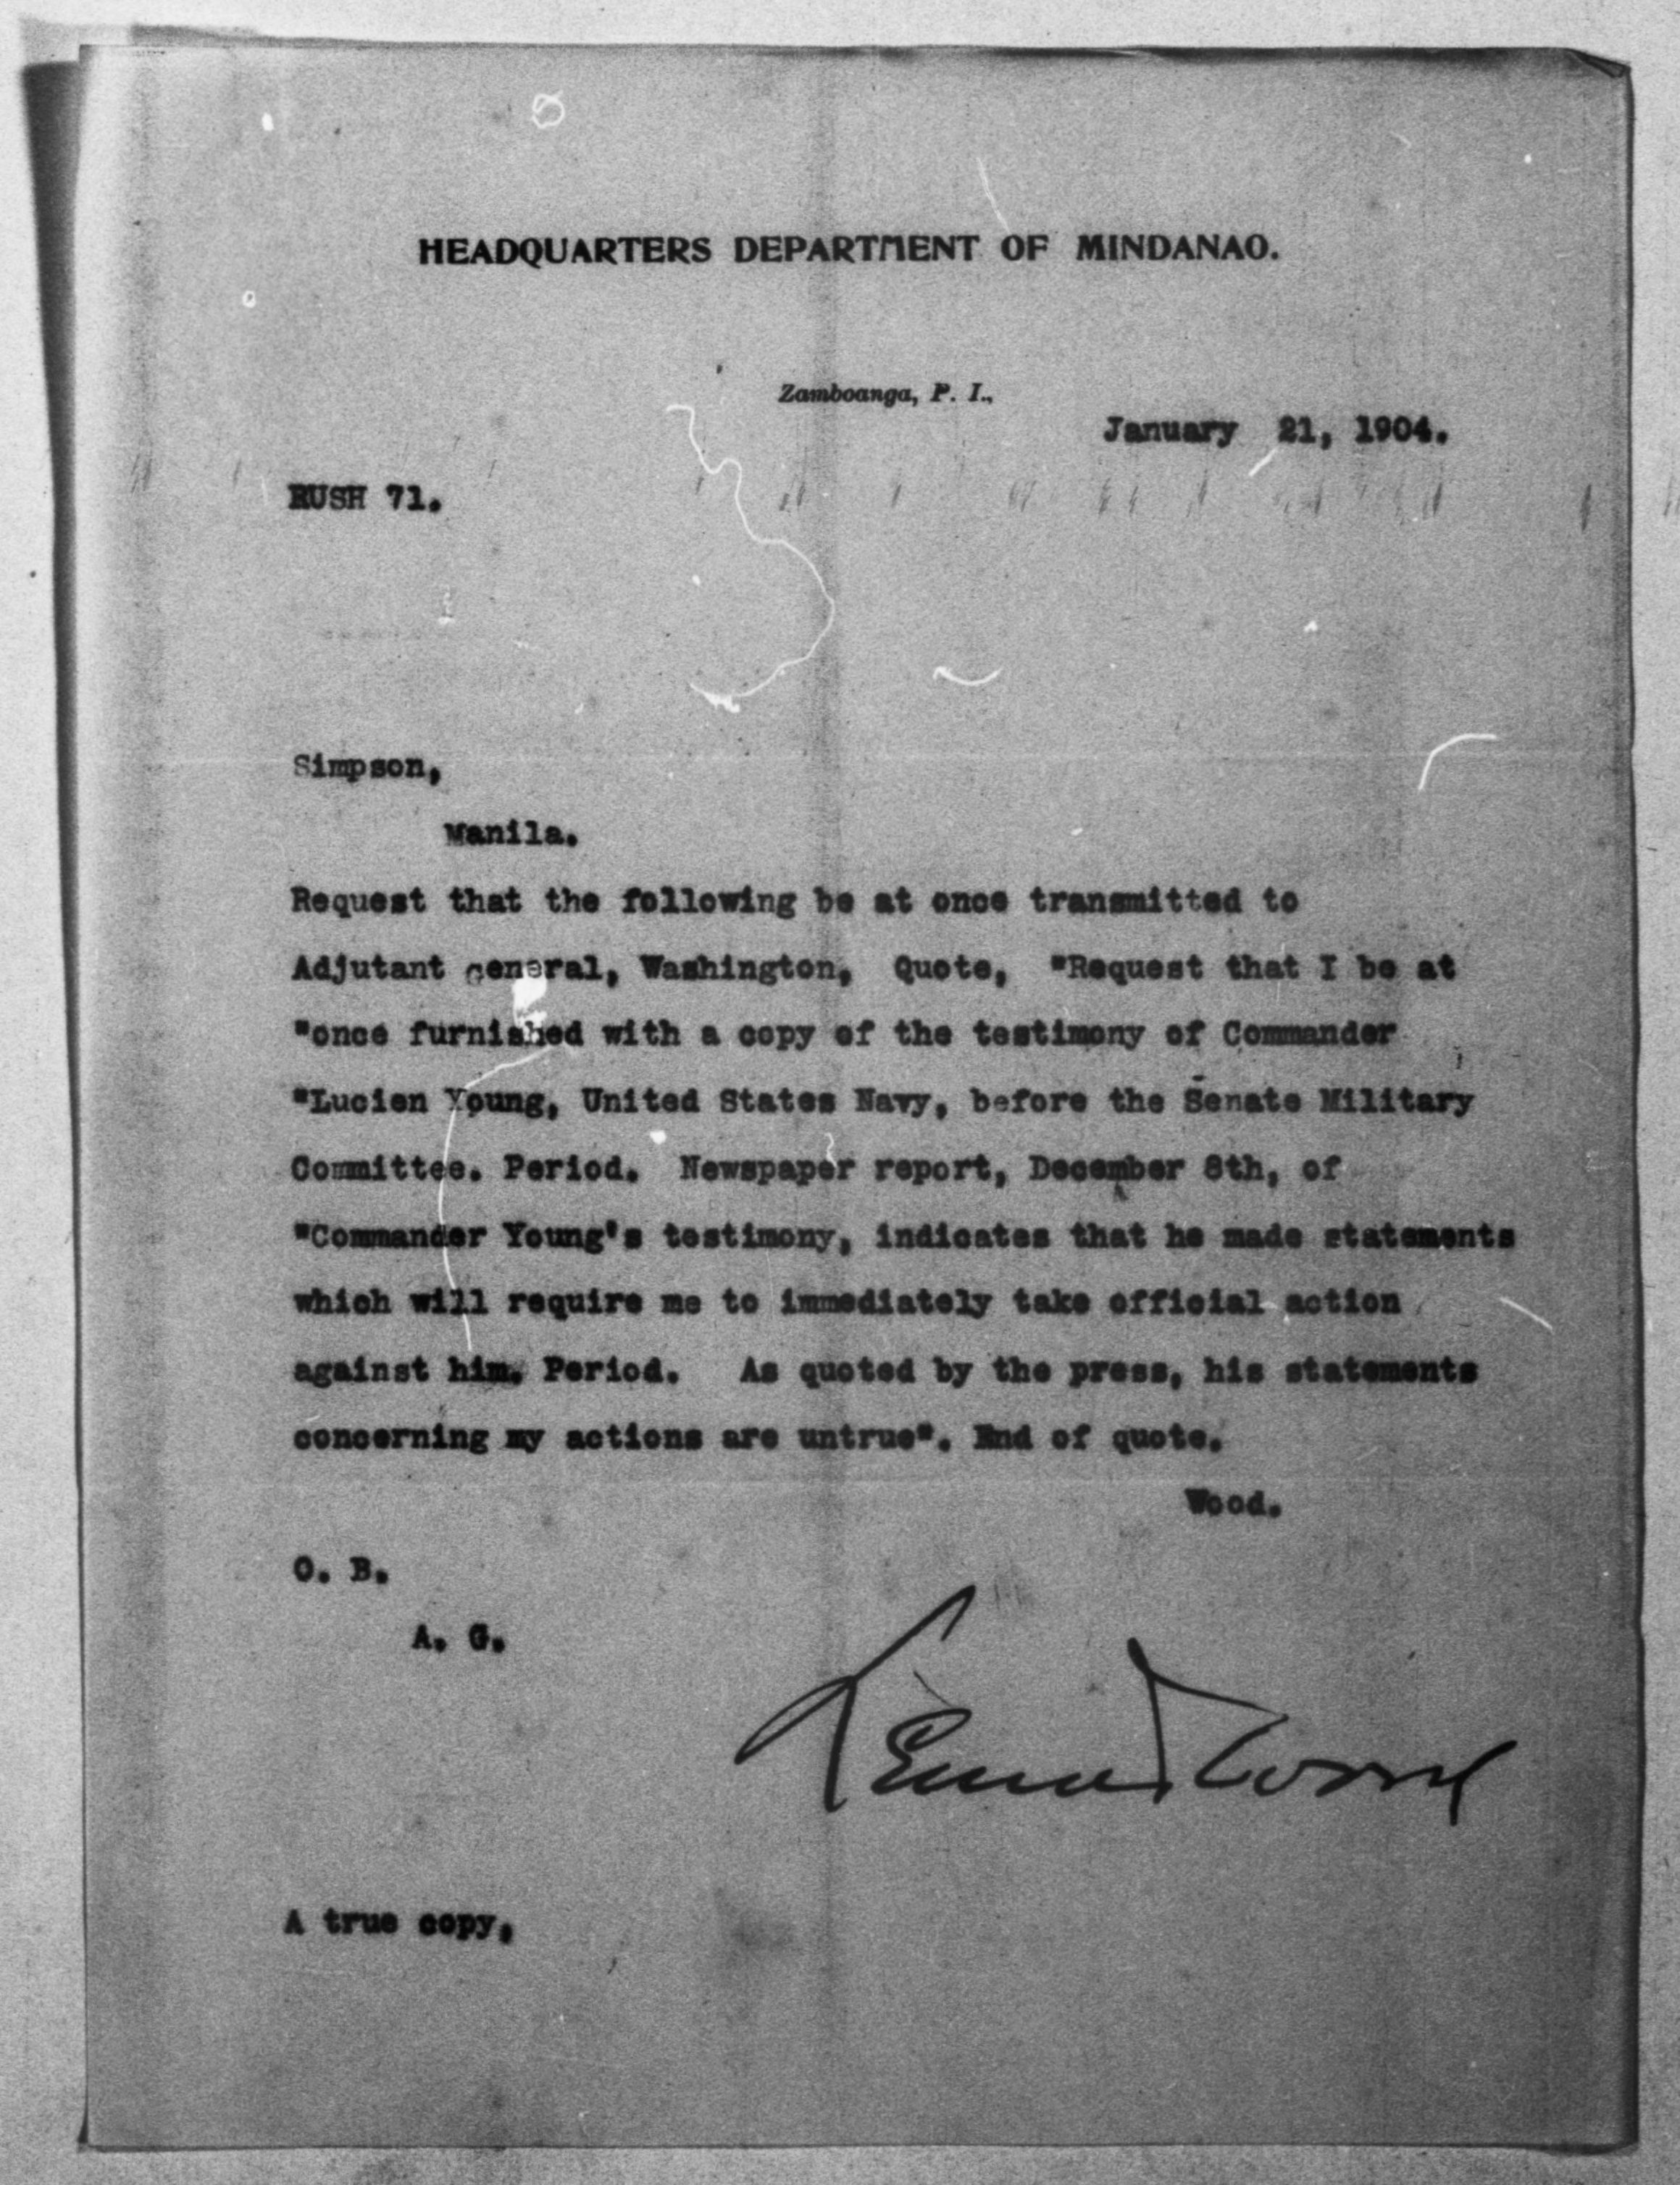 HEADQUARTERS DEPARTMENT OF MINDANAO.
Zamboanga, P. I.,
January 21, 1904.
RUSH 71.
Simpson,
Manila.
Request that the following be at once transmitted to
Adjutant general, Washington, Quote, "Request that I be at
"once furnished with a copy of the testimony of Commander
"Lucien Young, United States Navy, before the Senate Military
Committee. Period. Newspaper report, December 8th, of
"Commander Young's testimony, indicates that he made statements
which will require me to immediately take official action
against him. Period. As quoted by the press, his statements
concerning my actions are untrue". End of quote.
Wood.
O. B.
A. G.
Leonard Wood
A true copy.